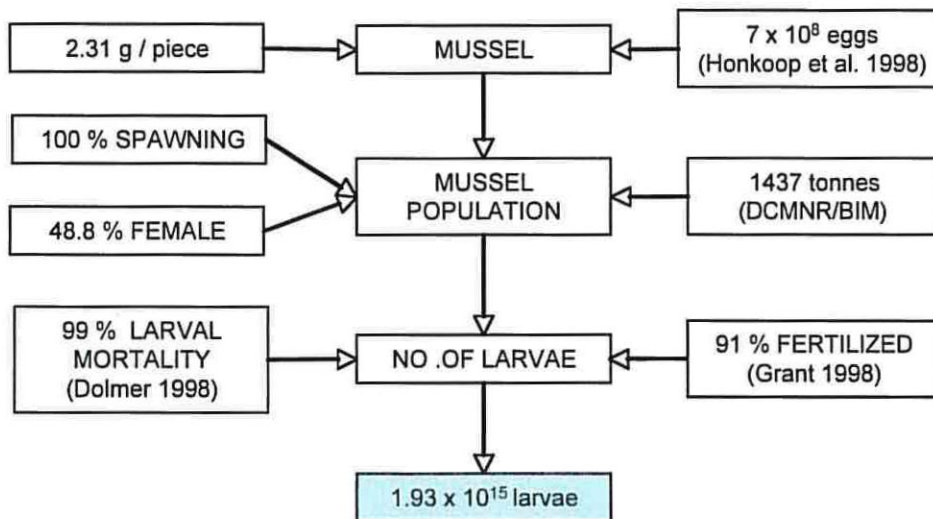 2.31 g / piece
MUSSEL
7 x 10⁸ eggs
(Honkoop et al. 1998)
100 % SPAWNING
48.8 % FEMALE
MUSSEL
POPULATION
1437 tonnes
(DCMNR/BIM)
99 % LARVAL
MORTALITY
(Dolmer 1998)
NO .OF LARVAE
91 % FERTILIZED
(Grant 1998)
1.93 x 10¹⁵ larvae